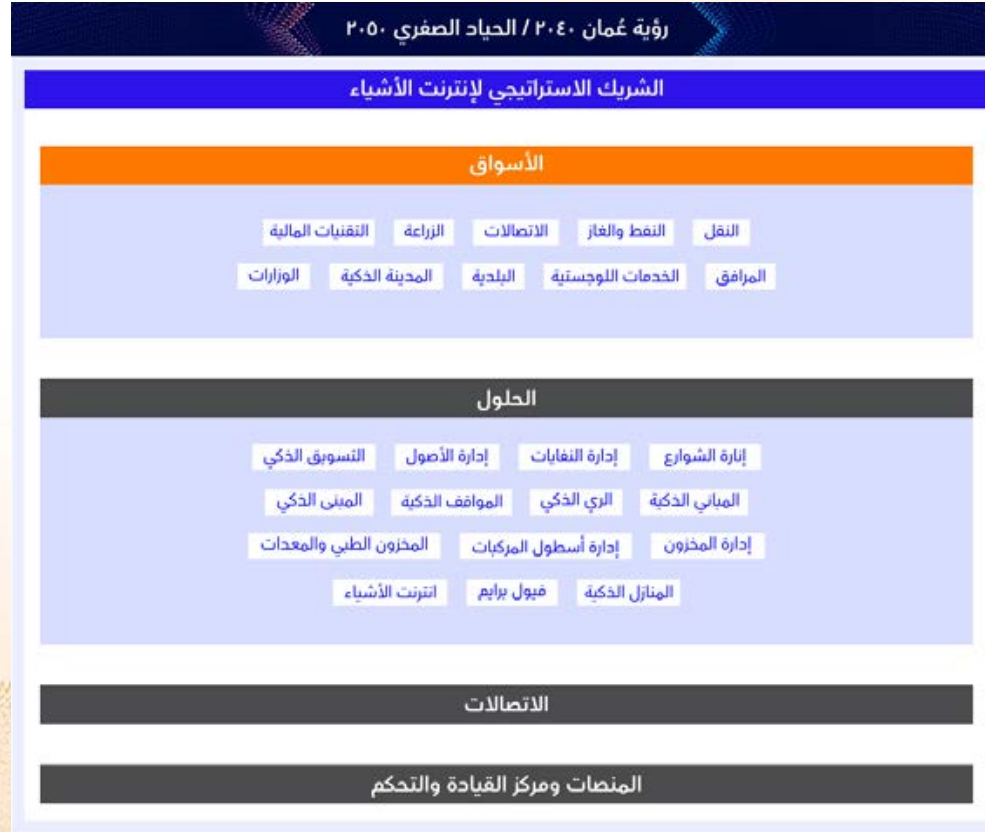 رؤية عُمان ٢٠٤٠ / الحياد الصفري ٢٠٥٠
الشريك الاستراتيجي لإنترنت الأشياء
الأسواق
النقل النفط والغاز الاتصالات الزراعة التقنيات المالية
المرافق الخدمات اللوجستية البلدية المدينة الذكية الوزارات
الحلول
إنارة الشوارع إدارة النفايات إدارة الأصول التسويق الذكي
المباني الذكية الري الذكي المواقف الذكية المبنى الذكي
إدارة المخزون إدارة أسطول المركبات المخزون الطبي والمعدات
المنازل الذكية فيول برايم انترنت الأشياء
الاتصالات
المنصات ومركز القيادة والتحكم